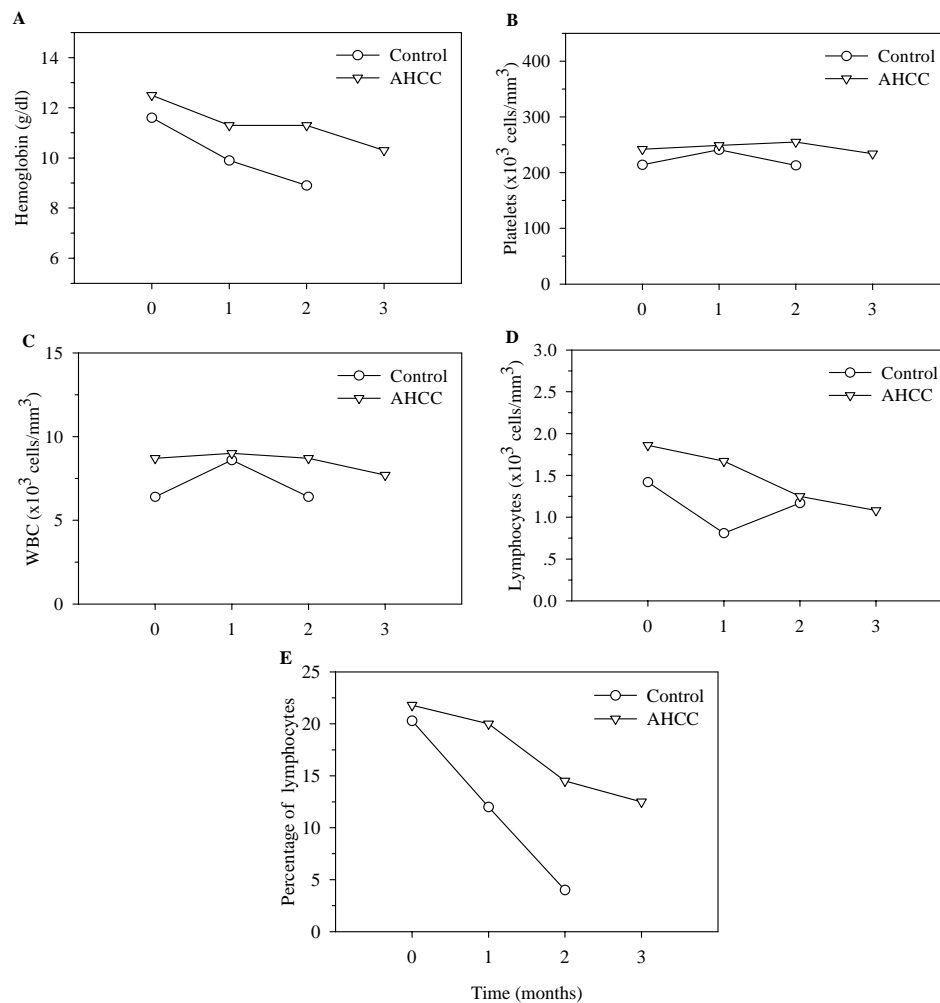 A
Hemoglobin (g/dl)
14
12
10
8
6
0 1 2 3
Control
AHCC
B
Platelets (x10³ cells/mm³)
400
300
200
100
0
0 1 2 3
Control
AHCC
C
WBC (x10³ cells/mm³)
15
10
5
0
0 1 2 3
Control
AHCC
D
Lymphocytes (x10³ cells/mm³)
3.0
2.5
2.0
1.5
1.0
.5
0.0
0 1 2 3
Control
AHCC
E
Percentage of lymphocytes
25
20
15
10
5
0
0 1 2 3
Control
AHCC
Time (months)